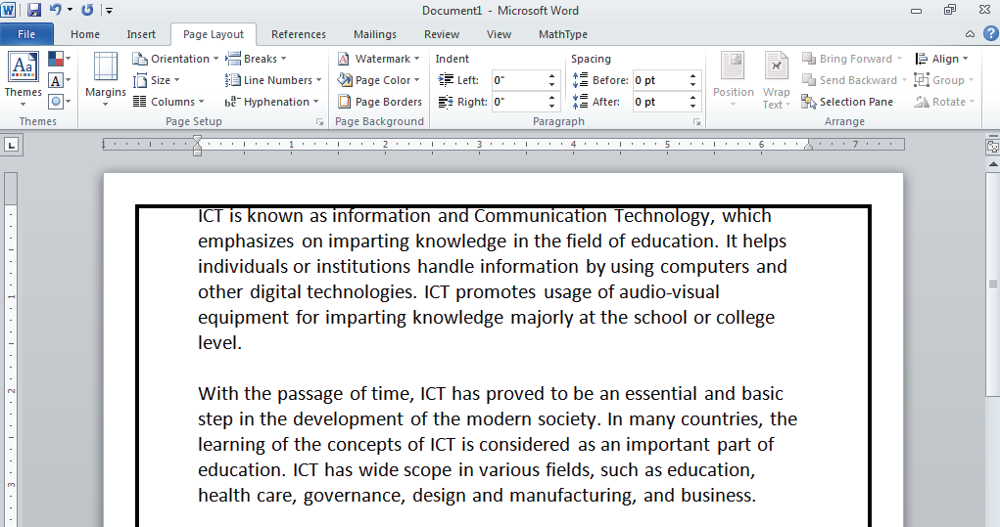 Document1 - Microsoft Word
File Home Insert Page Layout References Mailings Review View MathType
Orientation Breaks Watermark Indent Spacing Bring Forward Align
Themes Margins Size Line Numbers Page Color Left: 0" Before: 0 pt Position Wrap Text Send Backward Group
Columns Hyphenation Page Borders Right: 0" After: 0 pt Selection Pane Rotate
Themes Page Setup Page Background Paragraph Arrange
1 1 2 3 4 5 6 7
ICT is known as information and Communication Technology, which
emphasizes on imparting knowledge in the field of education. It helps
individuals or institutions handle information by using computers and
other digital technologies. ICT promotes usage of audio-visual
equipment for imparting knowledge majorly at the school or college
level.
With the passage of time, ICT has proved to be an essential and basic
step in the development of the modern society. In many countries, the
learning of the concepts of ICT is considered as an important part of
education. ICT has wide scope in various fields, such as education,
health care, governance, design and manufacturing, and business.
1
2
3